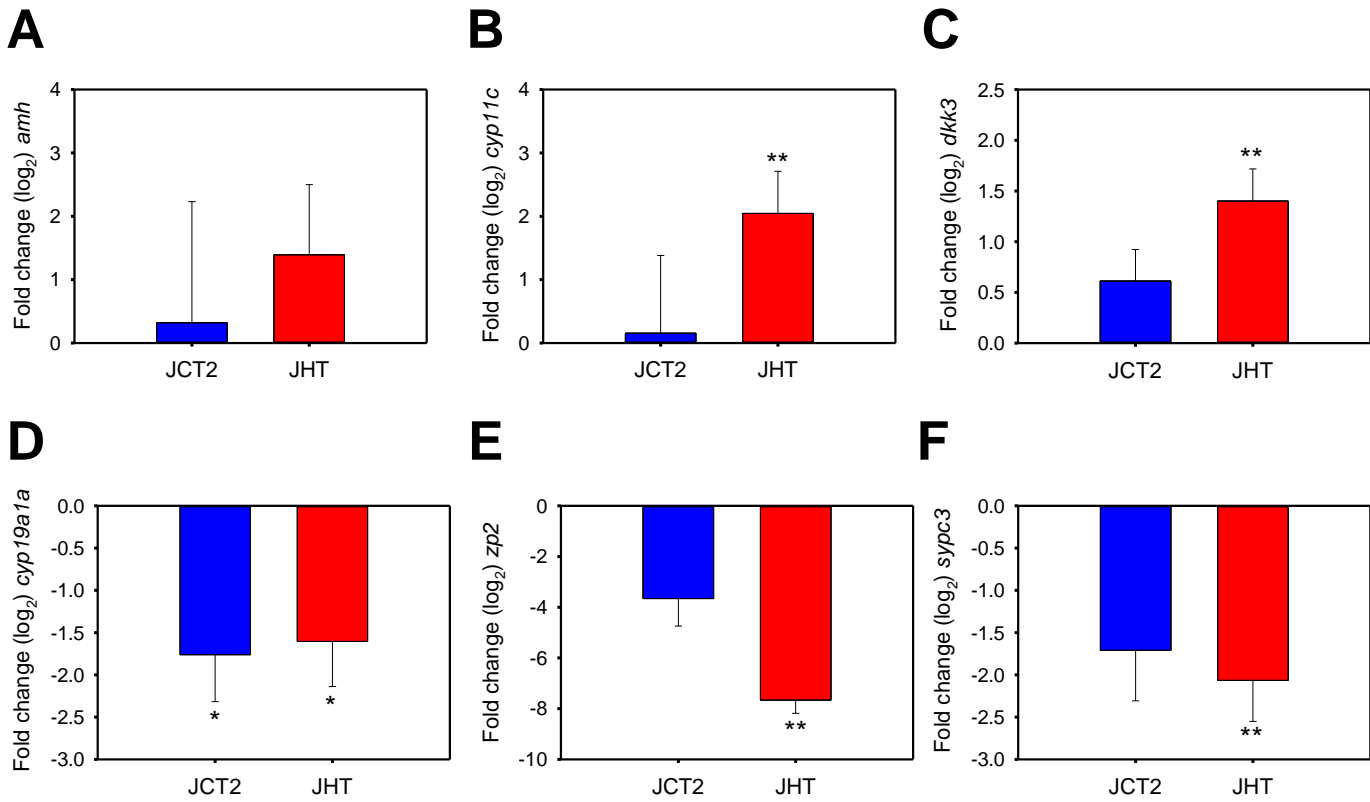 A
B
C
Fold change (log2) amh
4
3
2
1
0
JCT2
JHT
Fold change (log2) cyp11c
4
3
2
1
0
**
JCT2
JHT
Fold change (log2) dkk3
2.5
2.0
1.5
1.0
0.5
0.0
**
JCT2
JHT
D
E
F
Fold change (log2) cyp19a1a
0.0
-0.5
-1.0
-1.5
-2.0
-2.5
-3.0
*
*
JCT2
JHT
Fold change (log2) zp2
0
-2
-4
-6
-8
-10
**
JCT2
JHT
Fold change (log2) sypc3
0.0
-0.5
-1.0
-1.5
-2.0
-2.5
-3.0
**
JCT2
JHT